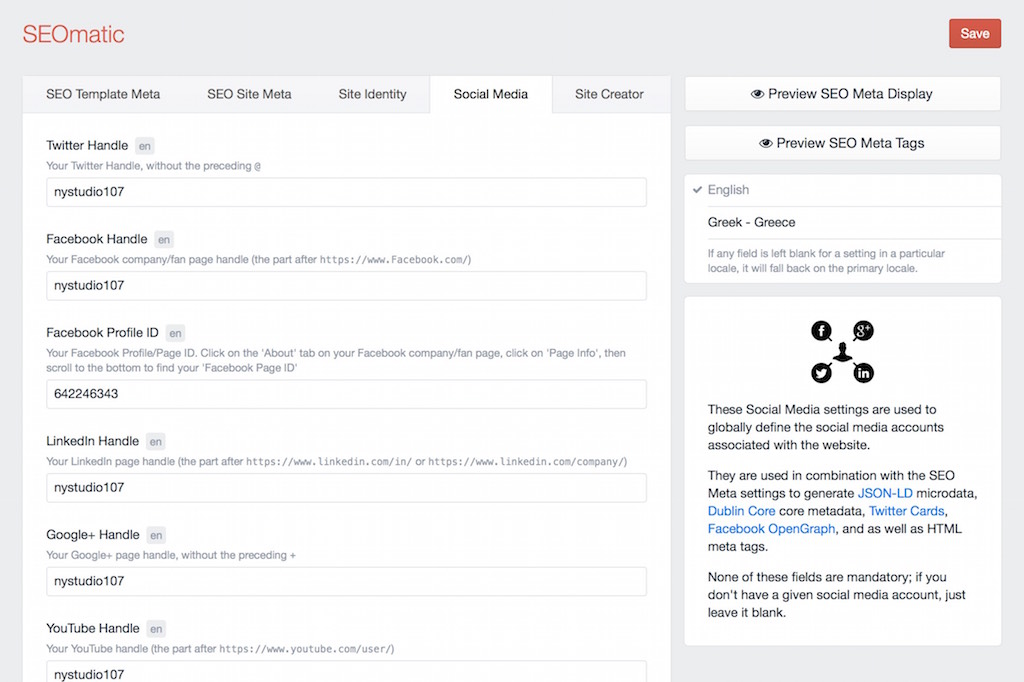 SEOmatic
Save
SEO Template Meta
SEO Site Meta
Site Identity
Social Media
Site Creator
Twitter Handle en
Your Twitter Handle, without the preceding @
nystudio107
Facebook Handle en
Your Facebook company/fan page handle (the part after https://www.Facebook.com/)
nystudio107
Facebook Profile ID en
Your Facebook Profile/Page ID. Click on the 'About' tab on your Facebook company/fan page, click on 'Page Info', then
scroll to the bottom to find your 'Facebook Page ID'
642246343
LinkedIn Handle en
Your LinkedIn page handle (the part after https://www.linkedin.com/in/ or https://www.linkedin.com/company/)
nystudio107
Google+ Handle en
Your Google+ page handle, without the preceding +
nystudio107
YouTube Handle en
Your YouTube handle (the part after https://www.youtube.com/user/)
nystudio107
Preview SEO Meta Display
Preview SEO Meta Tags
English
Greek - Greece
If any field is left blank for a setting in a particular
locale, it will fall back on the primary locale.
These Social Media settings are used to
globally define the social media accounts
associated with the website.
They are used in combination with the SEO
Meta settings to generate JSON-LD microdata,
Dublin Core core metadata, Twitter Cards,
Facebook OpenGraph, and as well as HTML
meta tags.
None of these fields are mandatory; if you
don't have a given social media account, just
leave it blank.